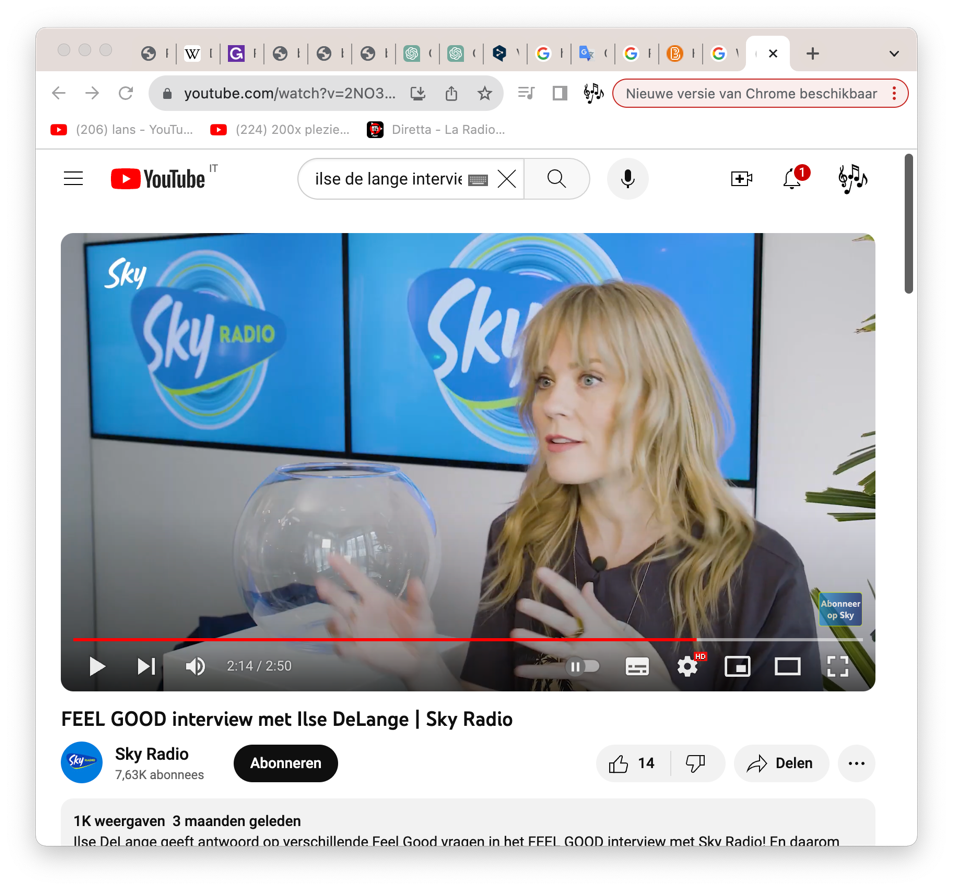 W
G
G
G
B
G
youtube.com/watch?v=2NO3...
Nieuwe versie van Chrome beschikbaar
(206) lans - YouTu...
(224) 200x plezie...
Diretta - La Radio...
YouTube IT
ilse de lange intervie
1
Sky
Sky RADIO
Sky
Abonneer
op Sky
2:14 / 2:50
HD
FEEL GOOD interview met Ilse DeLange | Sky Radio
Sky Radio
7,63K abonnees
Abonneren
14
Delen
1K weergaven 3 maanden geleden
Ilse DeLange geeft antwoord op verschillende Feel Good vragen in het FEEL GOOD interview met Sky Radio! En daarom